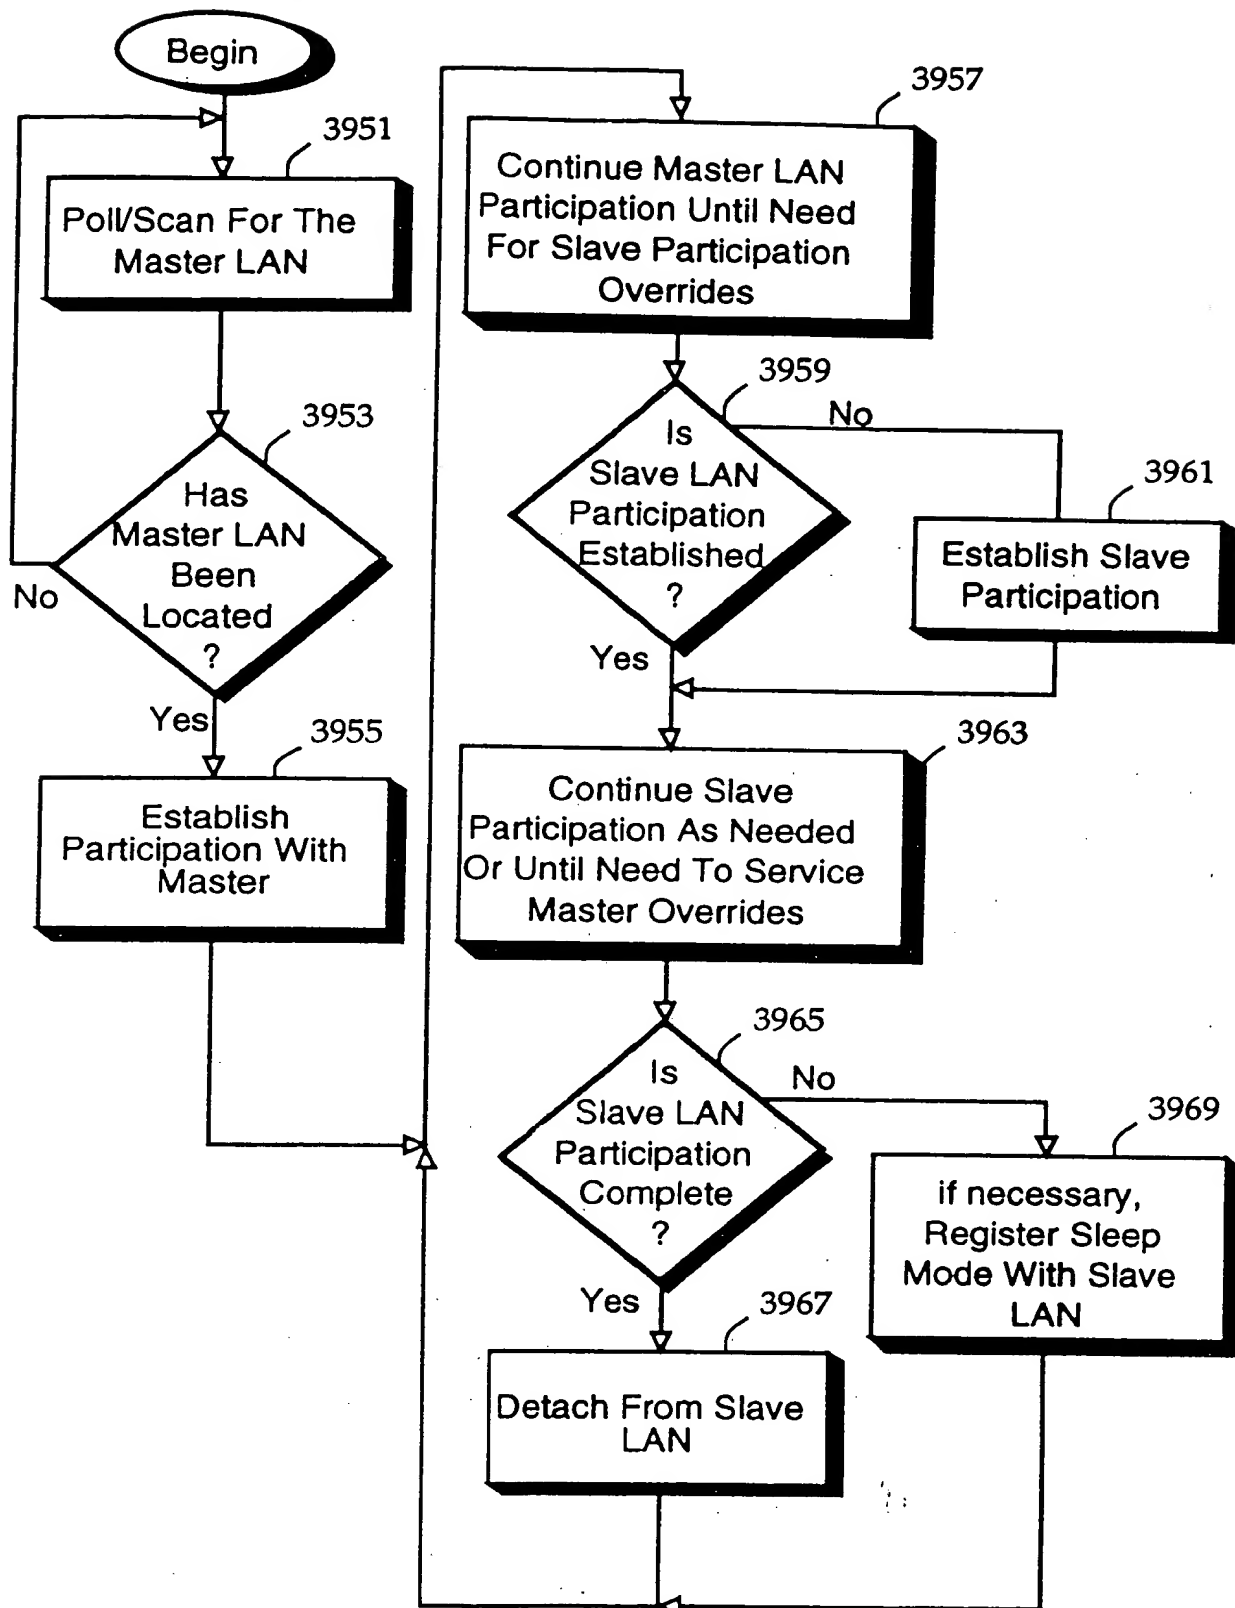 Begin
3951
Poll/Scan For The
Master LAN
3953
Has
Master LAN
Been
Located
?
No
Yes
3955
Establish
Participation With
Master
3957
Continue Master LAN
Participation Until Need
For Slave Participation
Overrides
3959
Is
Slave LAN
Participation
Established
?
No
3961
Establish Slave
Participation
Yes
3963
Continue Slave
Participation As Needed
Or Until Need To Service
Master Overrides
3965
Is
Slave LAN
Participation
Complete
?
No
3969
if necessary,
Register Sleep
Mode With Slave
LAN
Yes
3967
Detach From Slave
LAN